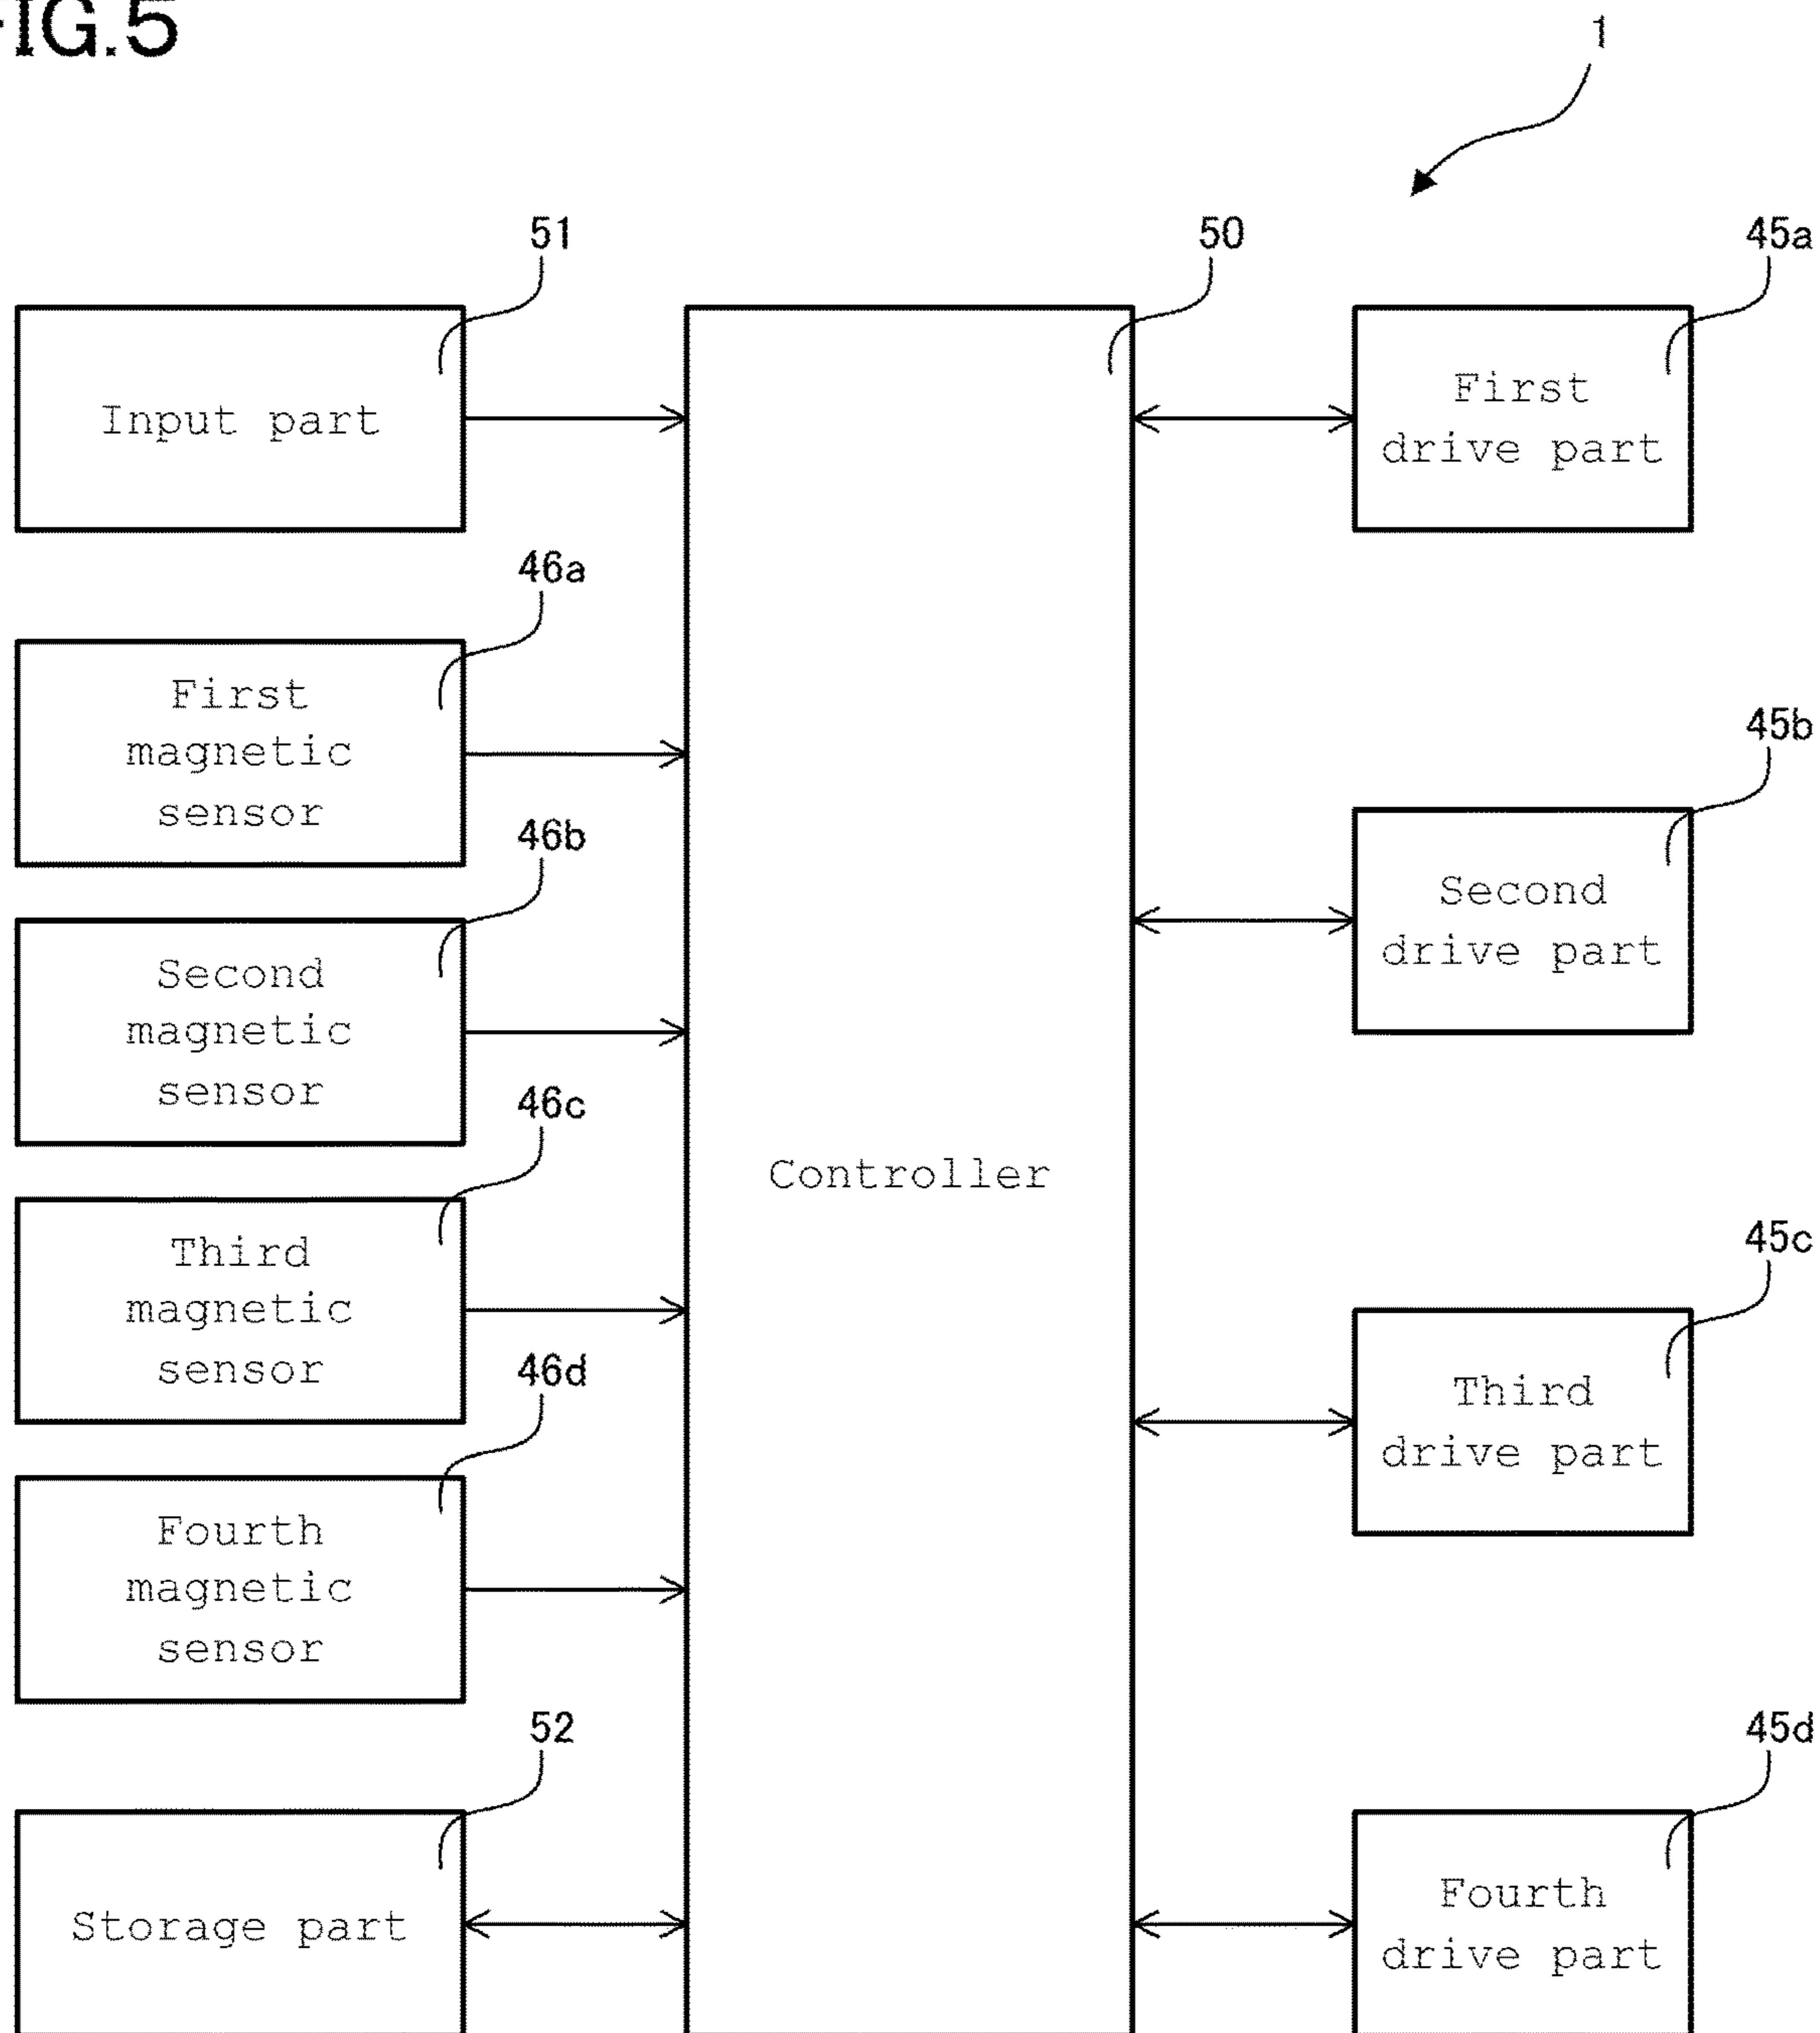 FIG.5
1
51
50
45a
Input part
First
drive part
46a
First
magnetic
sensor
45b
Second
drive part
46b
Second
magnetic
sensor
46c
Third
magnetic
sensor
Controller
45c
Third
drive part
46d
Fourth
magnetic
sensor
52
Storage part
45d
Fourth
drive part